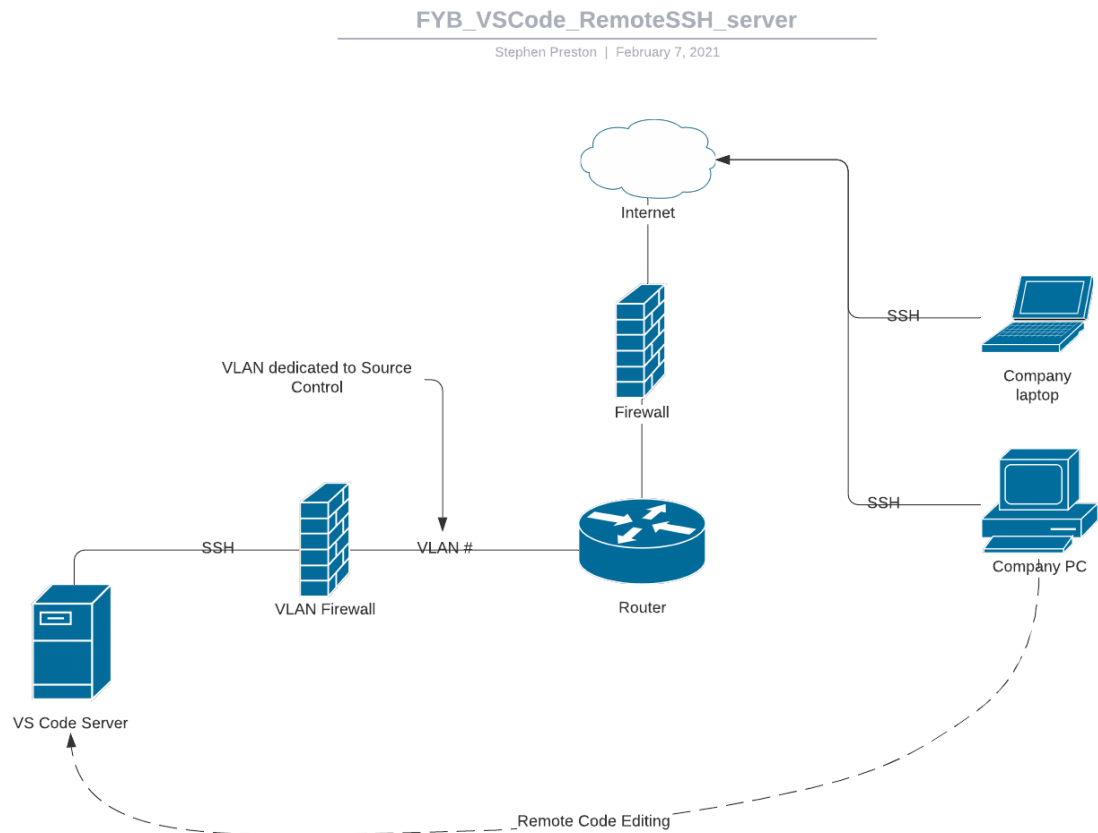 FYB_VSCode_RemoteSSH_server
Stephen Preston | February 7, 2021
Internet
SSH
Company
laptop
VLAN dedicated to Source
Control
Firewall
SSH
SSH
VLAN #
Company PC
VLAN Firewall
Router
VS Code Server
Remote Code Editing